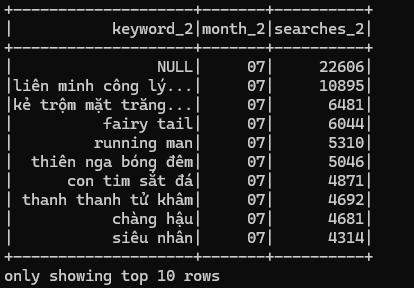 +--------------------+-------+----------+
|           keyword_2|month_2|searches_2|
+--------------------+-------+----------+
|                NULL|     07|     22606|
|liên minh công lý...|     07|     10895|
|kẻ trộm mặt trăng...|     07|      6481|
|          fairy tail|     07|      6044|
|         running man|     07|      5310|
|  thiên nga bóng đêm|     07|      5046|
|      con tim sắt đá|     07|      4871|
| thanh thanh tử khâm|     07|      4692|
|           chàng hậu|     07|      4681|
|           siêu nhân|     07|      4314|
+--------------------+-------+----------+
only showing top 10 rows